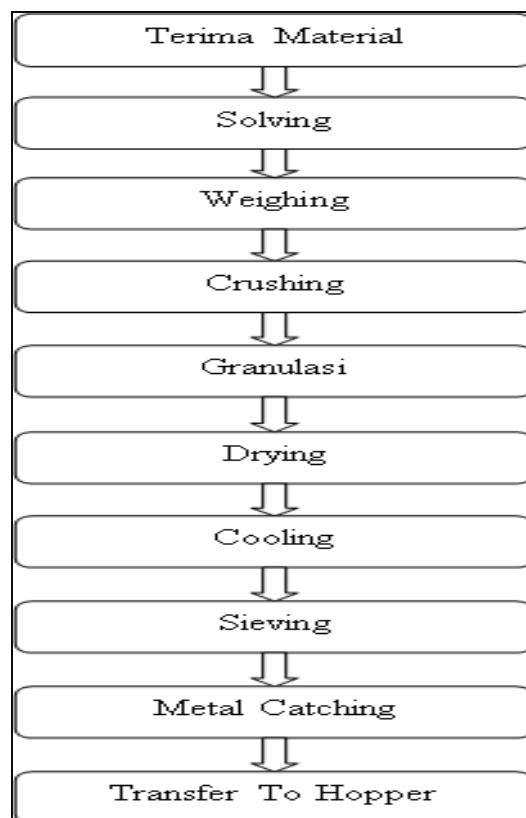 Terima Material
Solving
Weighing
Crushing
Granulasi
Drying
Cooling
Sieving
Metal Catching
Transfer To Hopper